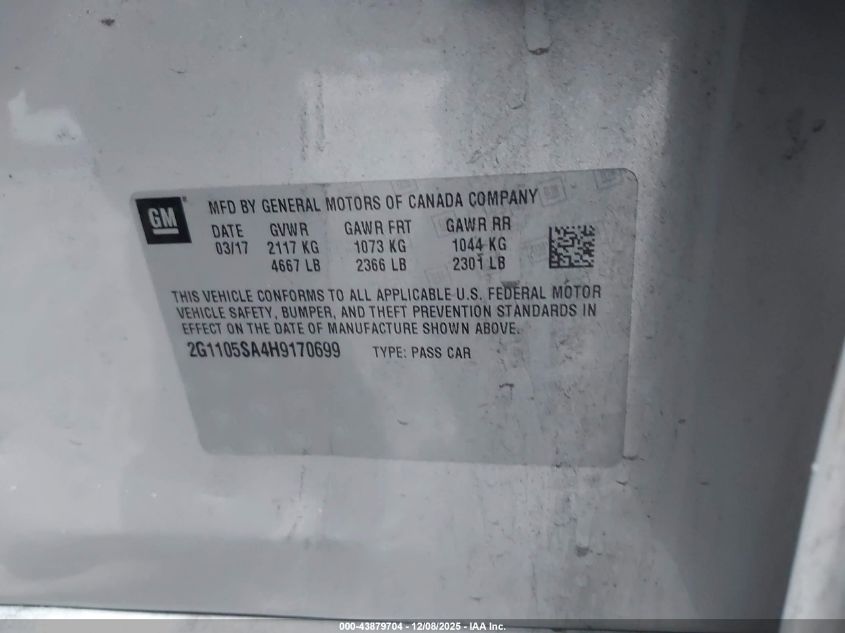 GM
MFD BY GENERAL MOTORS OF CANADA COMPANY
DATE GVWR GAWR FRT GAWR RR
03/17 2117 KG 1073 KG 1044 KG
4667 LB 2366 LB 2301 LB
THIS VEHICLE CONFORMS TO ALL APPLICABLE U.S. FEDERAL MOTOR
VEHICLE SAFETY, BUMPER, AND THEFT PREVENTION STANDARDS IN
EFFECT ON THE DATE OF MANUFACTURE SHOWN ABOVE.
2G1105SA4H9170699 TYPE: PASS CAR
000-43879704 - 12/08/2025 - IAA Inc.